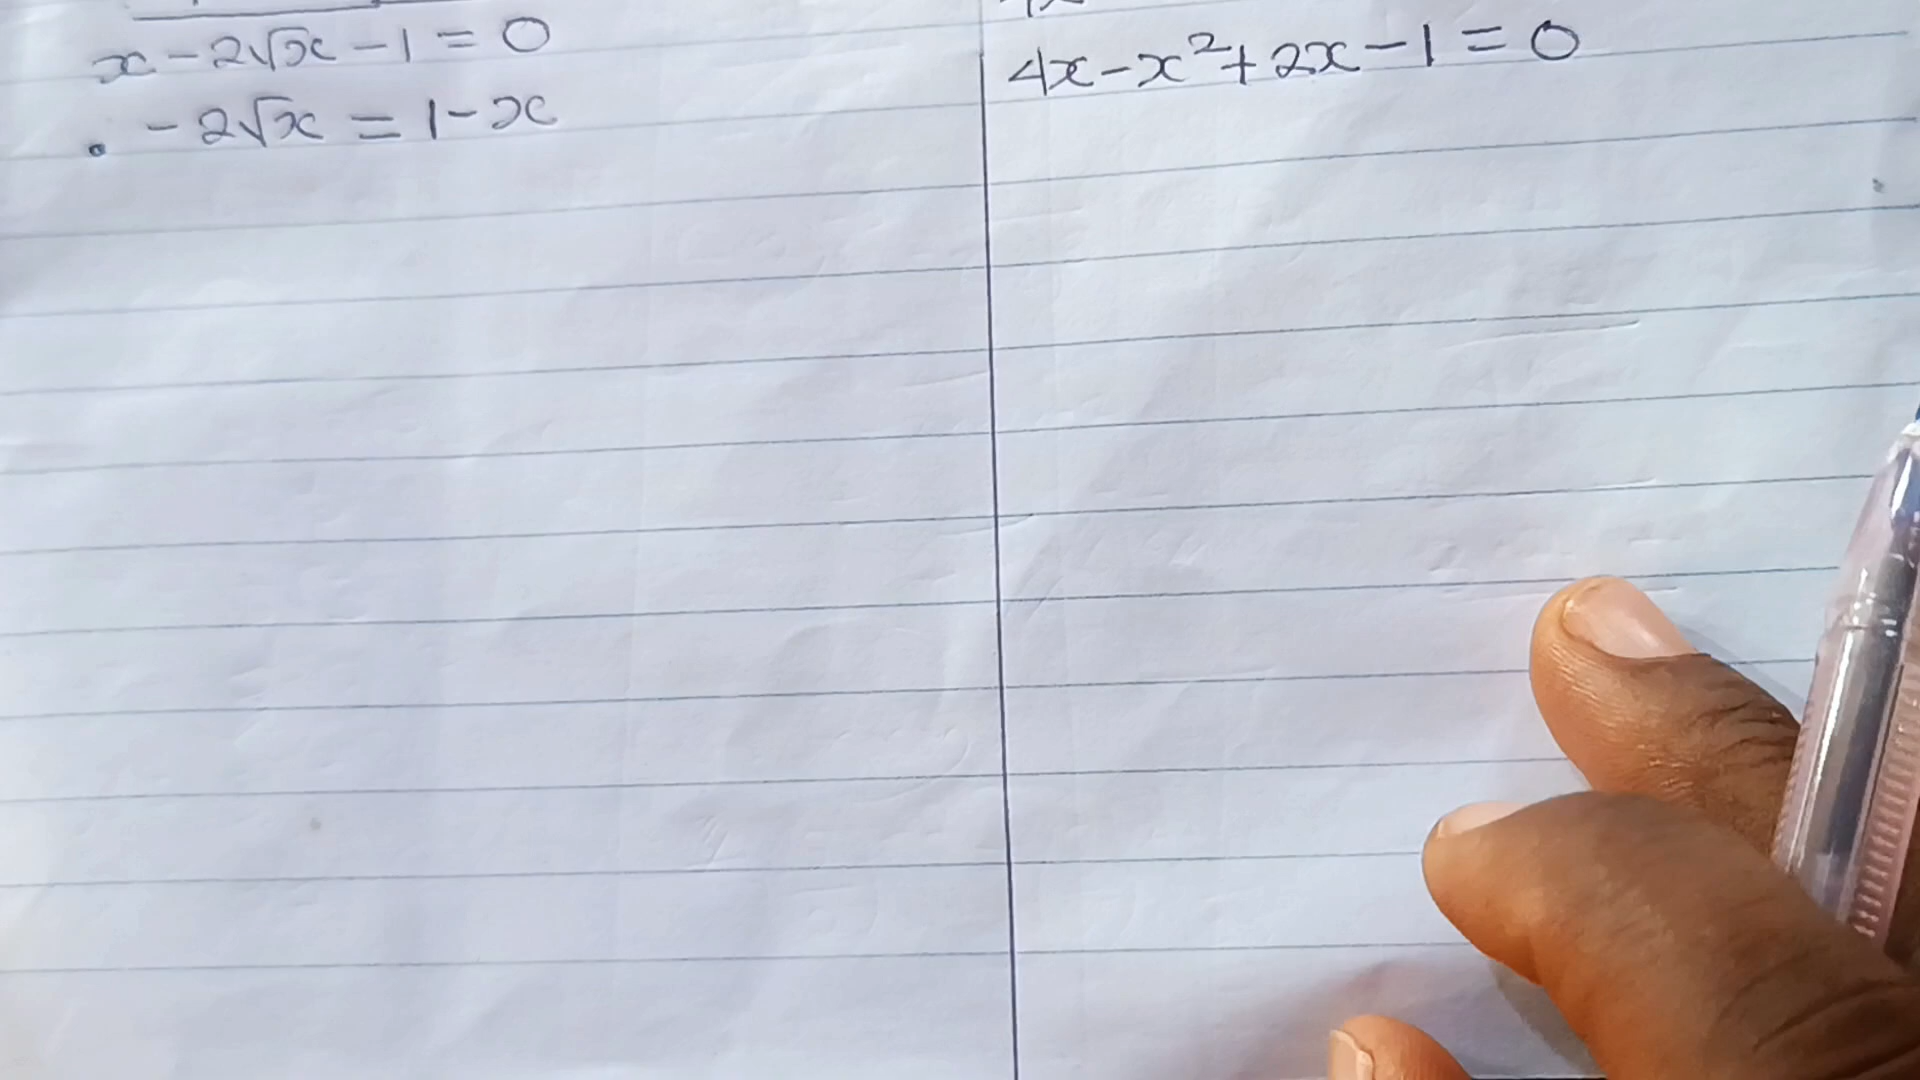 x - 2√x - 1 = 0
- 2√x = 1 - x
4x - x² + 2x - 1 = 0